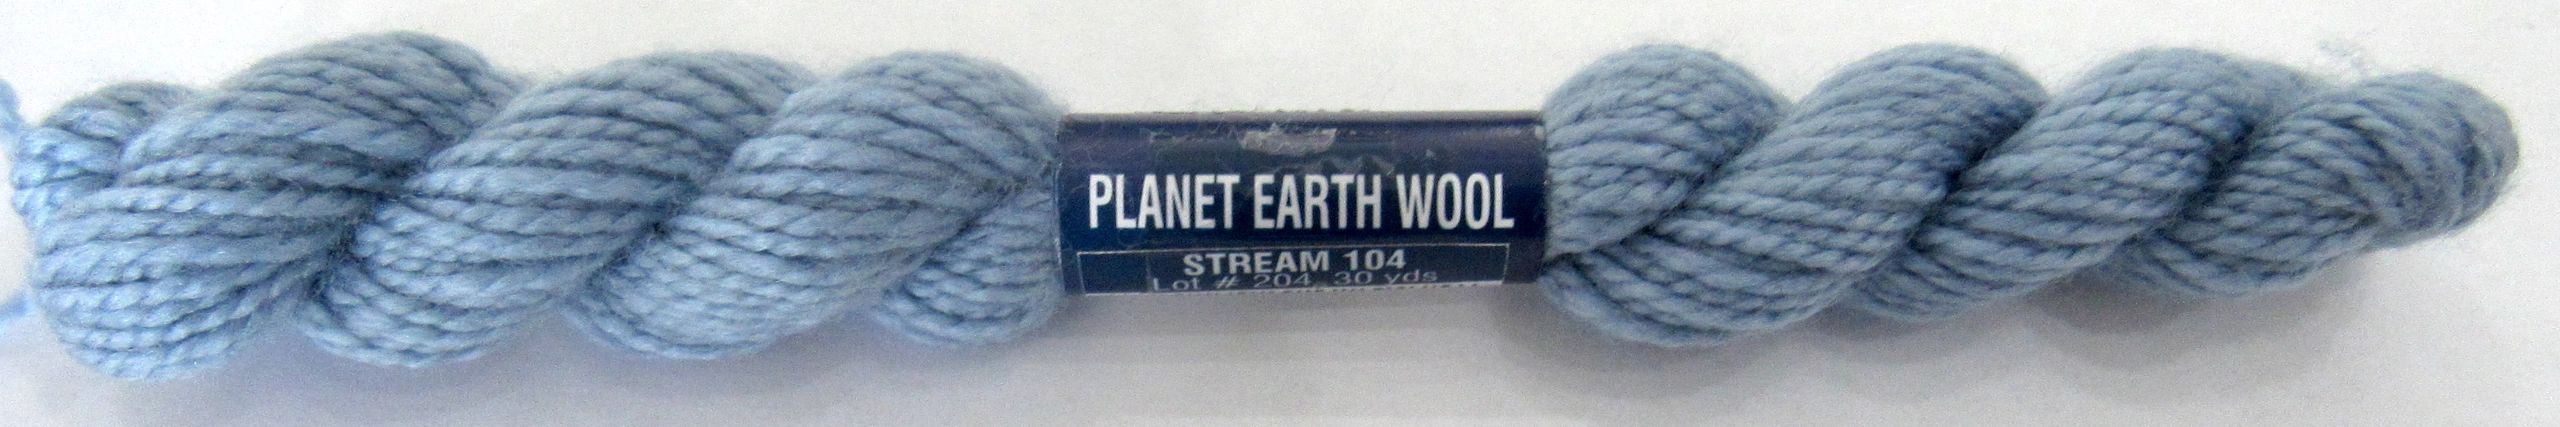 PLANET EARTH WOOL
STREAM 104
Lot # 204 30 yds